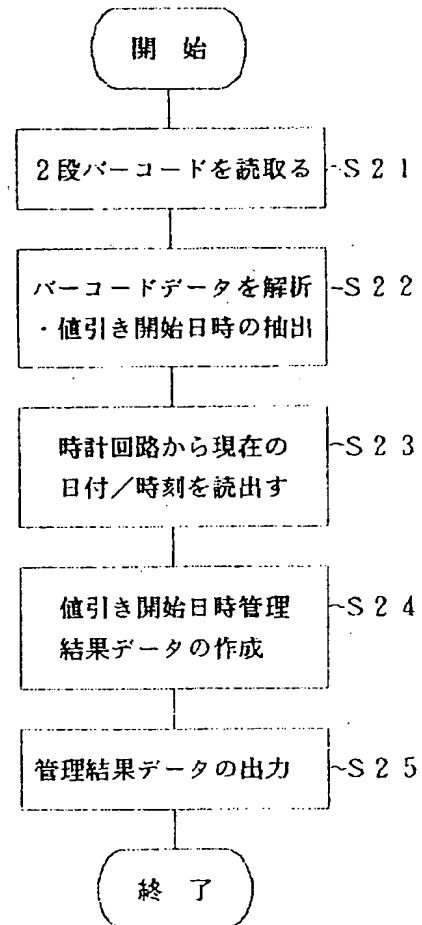 開 始
2段バーコードを読取る ~S21
バーコードデータを解析 ~S22
・値引き開始日時の抽出
時計回路から現在の ~S23
日付／時刻を読出す
値引き開始日時管理 ~S24
結果データの作成
管理結果データの出力 ~S25
終 了